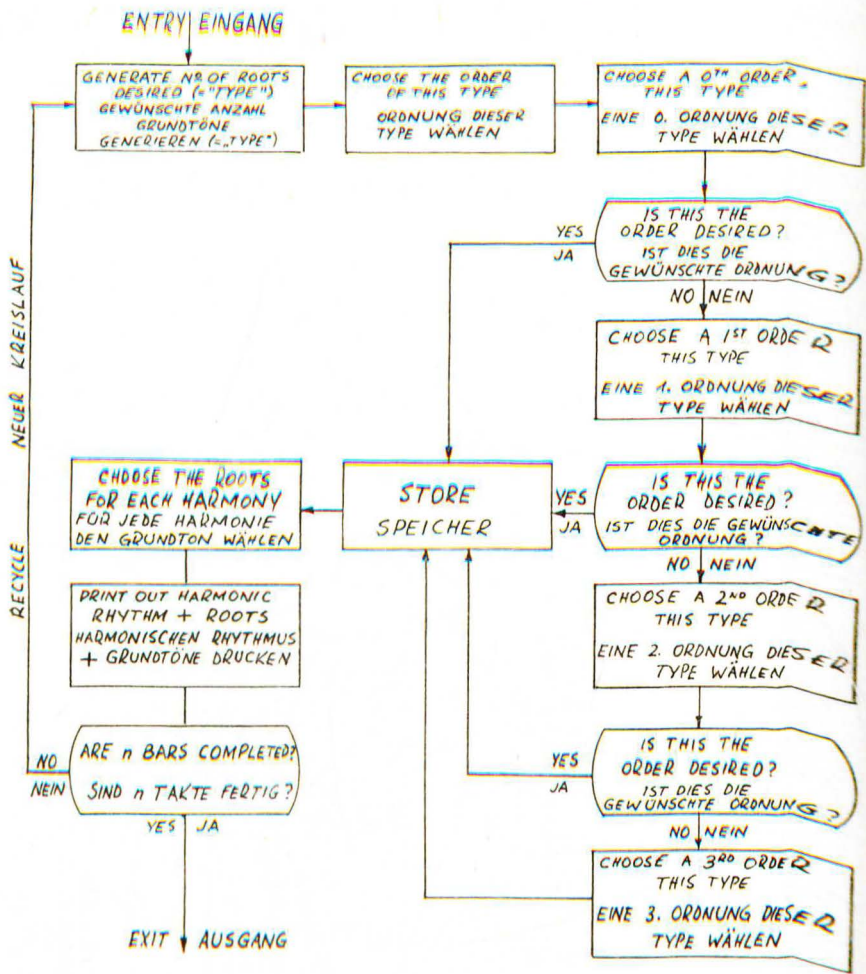 ENTRY EINGANG
GENERATE No. OF ROOTS
DESIRED (="TYPE")
GEWÜNSCHTE ANZAHL
GRUNDTÖNE
GENERIEREN (=„TYPE")
CHOOSE THE ORDER
OF THIS TYPE
ORDNUNG DIESER
TYPE WÄHLEN
CHOOSE A 0TH ORDER,
THIS TYPE
EINE 0. ORDNUNG DIESER
TYPE WÄHLEN
IS THIS THE
ORDER DESIRED?
IST DIES DIE
GEWÜNSCHTE ORDNUNG?
YES
JA
NO NEIN
CHOOSE A 1ST ORDER
THIS TYPE
EINE 1. ORDNUNG DIESER
TYPE WÄHLEN
IS THIS THE
ORDER DESIRED?
IST DIES DIE GEWÜNSCHTE
ORDNUNG?
YES
JA
NO NEIN
CHOOSE A 2ND ORDER
THIS TYPE
EINE 2. ORDNUNG DIESER
TYPE WÄHLEN
IS THIS THE
ORDER DESIRED?
IST DIES DIE
GEWÜNSCHTE ORDNUNG?
YES
JA
NO NEIN
CHOOSE A 3RD ORDER
THIS TYPE
EINE 3. ORDNUNG DIESER
TYPE WÄHLEN
STORE
SPEICHER
CHOOSE THE ROOTS
FOR EACH HARMONY
FÜR JEDE HARMONIE
DEN GRUNDTON WÄHLEN
PRINT OUT HARMONIC
RHYTHM + ROOTS
HARMONISCHEN RHYTHMUS
+ GRUNDTÖNE DRUCKEN
ARE n BARS COMPLETED?
SIND n TAKTE FERTIG?
NO
NEIN
RECYCLE NEUER KREISLAUF
YES JA
EXIT AUSGANG